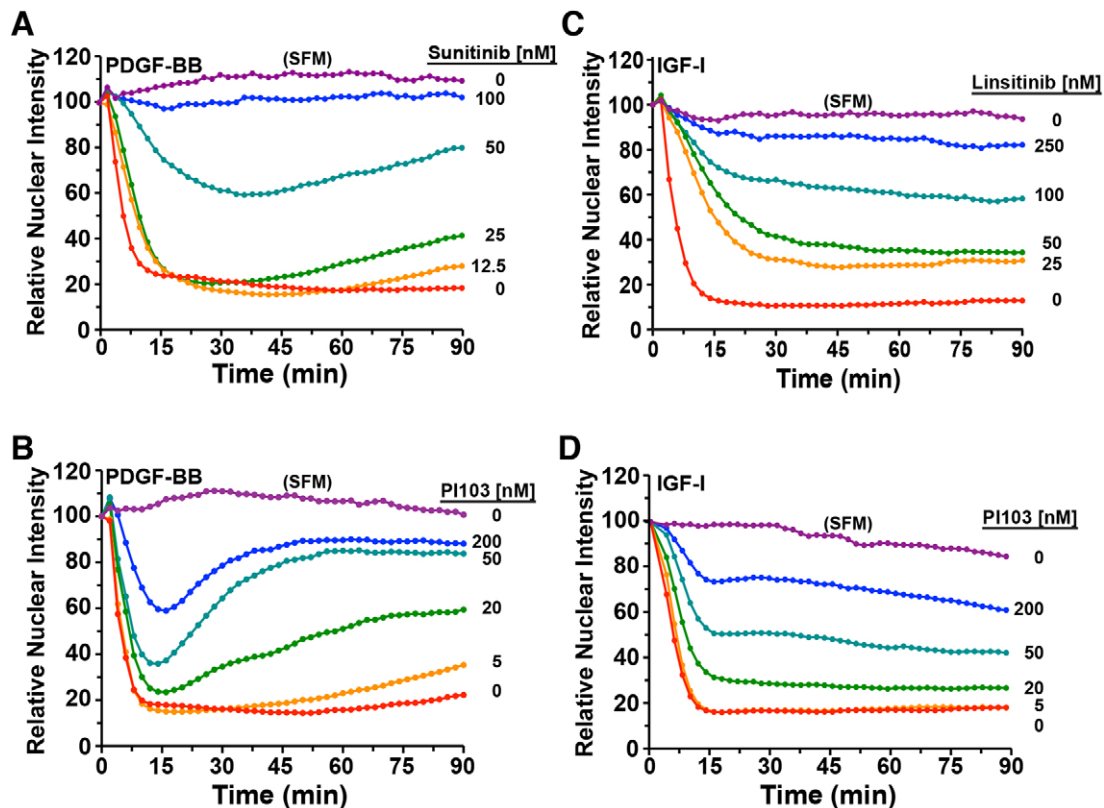 A
PDGF-BB
(SFM)
Sunitinib [nM]
0
100
50
25
12.5
0
Relative Nuclear Intensity
120
100
80
60
40
20
0
0 15 30 45 60 75 90
Time (min)
C
IGF-I
(SFM)
Linsitinib [nM]
0
250
100
50
25
0
Relative Nuclear Intensity
120
100
80
60
40
20
0
0 15 30 45 60 75 90
Time (min)
B
PDGF-BB
(SFM)
PI103 [nM]
0
200
50
20
5
0
Relative Nuclear Intensity
120
100
80
60
40
20
0
0 15 30 45 60 75 90
Time (min)
D
IGF-I
(SFM)
PI103 [nM]
0
200
50
20
5
0
Relative Nuclear Intensity
120
100
80
60
40
20
0
0 15 30 45 60 75 90
Time (min)